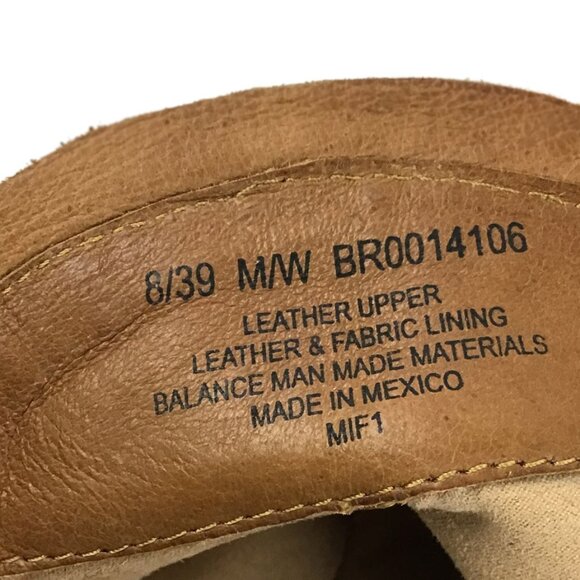 8/39 M/W BR0014106
LEATHER UPPER
LEATHER & FABRIC LINING
BALANCE MAN MADE MATERIALS
MADE IN MEXICO
MIF1